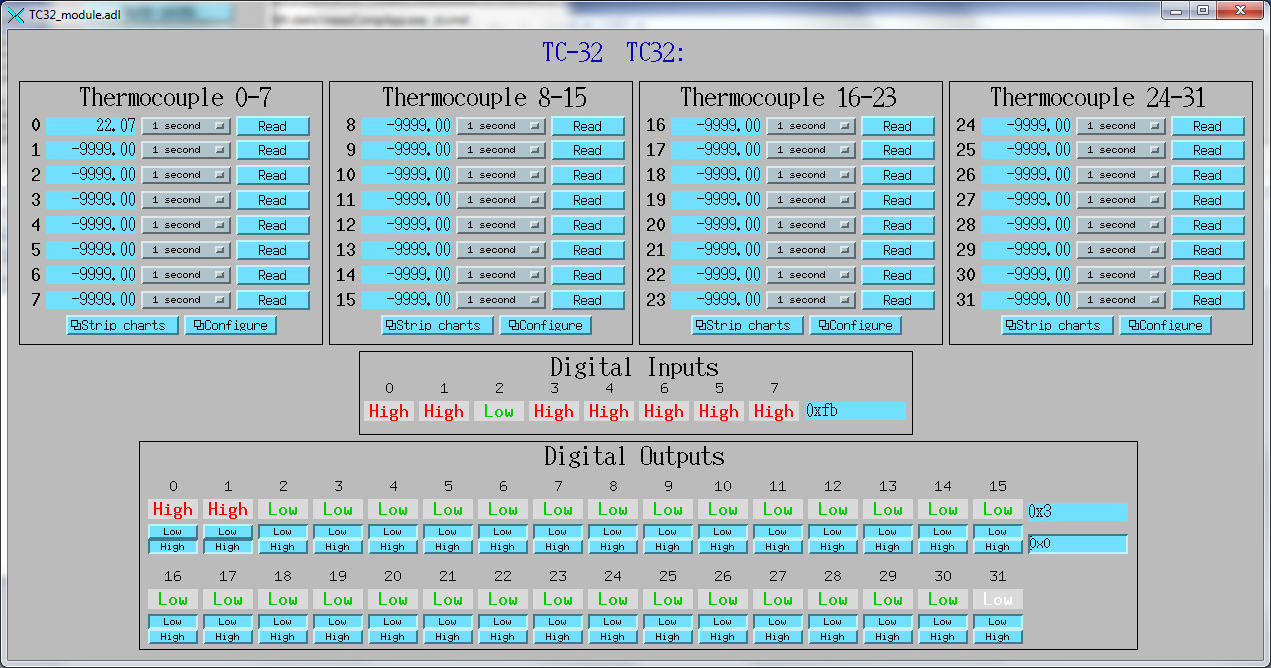 TC32_module.adl
TC-32 TC32:
Thermocouple 0-7
0 22.07 1 second Read
1 -9999.00 1 second Read
2 -9999.00 1 second Read
3 -9999.00 1 second Read
4 -9999.00 1 second Read
5 -9999.00 1 second Read
6 -9999.00 1 second Read
7 -9999.00 1 second Read
Strip charts Configure
Thermocouple 8-15
8 -9999.00 1 second Read
9 -9999.00 1 second Read
10 -9999.00 1 second Read
11 -9999.00 1 second Read
12 -9999.00 1 second Read
13 -9999.00 1 second Read
14 -9999.00 1 second Read
15 -9999.00 1 second Read
Strip charts Configure
Thermocouple 16-23
16 -9999.00 1 second Read
17 -9999.00 1 second Read
18 -9999.00 1 second Read
19 -9999.00 1 second Read
20 -9999.00 1 second Read
21 -9999.00 1 second Read
22 -9999.00 1 second Read
23 -9999.00 1 second Read
Strip charts Configure
Thermocouple 24-31
24 -9999.00 1 second Read
25 -9999.00 1 second Read
26 -9999.00 1 second Read
27 -9999.00 1 second Read
28 -9999.00 1 second Read
29 -9999.00 1 second Read
30 -9999.00 1 second Read
31 -9999.00 1 second Read
Strip charts Configure
Digital Inputs
0 1 2 3 4 6 5 7
High High Low High High High High High 0xfb
Digital Outputs
0 1 2 3 4 5 6 7 8 9 10 11 12 13 14 15
High High Low Low Low Low Low Low Low Low Low Low Low Low Low Low 0x3
Low Low Low Low Low Low Low Low Low Low Low Low Low Low Low Low
High High High High High High High High High High High High High High High High 0x0
16 17 18 19 20 21 22 23 24 25 26 27 28 29 30 31
Low Low Low Low Low Low Low Low Low Low Low Low Low Low Low Low
Low Low Low Low Low Low Low Low Low Low Low Low Low Low Low Low
High High High High High High High High High High High High High High High High